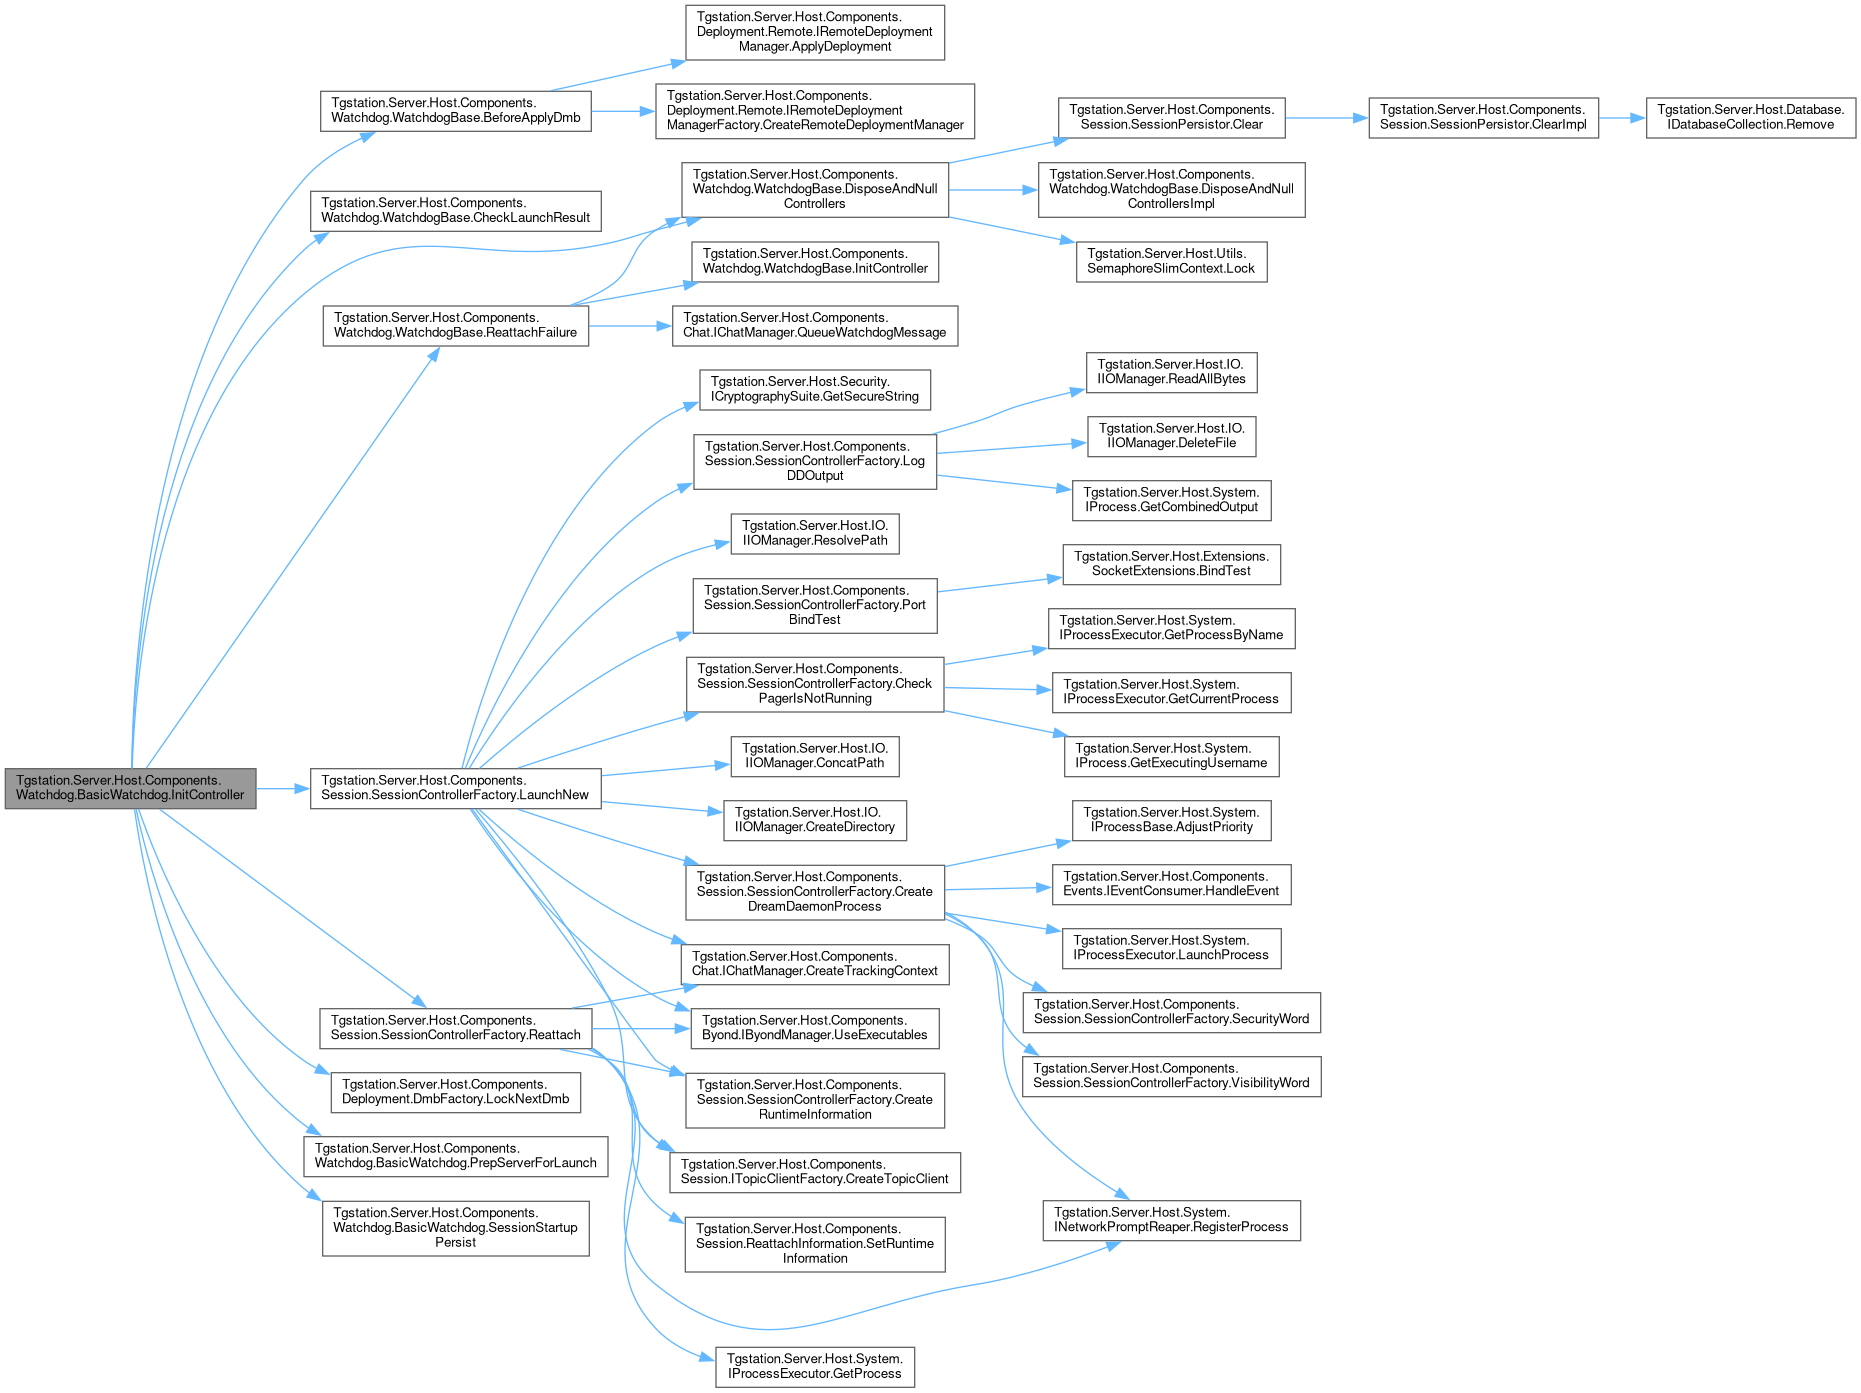 Tgstation.Server.Host.Components.
Watchdog.BasicWatchdog.InitController
Tgstation.Server.Host.Components.
Watchdog.WatchdogBase.BeforeApplyDmb
Tgstation.Server.Host.Components.
Deployment.Remote.IRemoteDeployment
Manager.ApplyDeployment
Tgstation.Server.Host.Components.
Deployment.Remote.IRemoteDeployment
ManagerFactory.CreateRemoteDeploymentManager
Tgstation.Server.Host.Components.
Watchdog.WatchdogBase.CheckLaunchResult
Tgstation.Server.Host.Components.
Watchdog.WatchdogBase.DisposeAndNull
Controllers
Tgstation.Server.Host.Components.
Session.SessionPersistor.Clear
Tgstation.Server.Host.Components.
Session.SessionPersistor.ClearImpl
Tgstation.Server.Host.Database.
IDatabaseCollection.Remove
Tgstation.Server.Host.Components.
Watchdog.WatchdogBase.DisposeAndNull
ControllersImpl
Tgstation.Server.Host.Utils.
SemaphoreSlimContext.Lock
Tgstation.Server.Host.Components.
Watchdog.WatchdogBase.ReattachFailure
Tgstation.Server.Host.Components.
Watchdog.WatchdogBase.InitController
Tgstation.Server.Host.Components.
Chat.IChatManager.QueueWatchdogMessage
Tgstation.Server.Host.Components.
Session.SessionControllerFactory.LaunchNew
Tgstation.Server.Host.Security.
ICryptographySuite.GetSecureString
Tgstation.Server.Host.Components.
Session.SessionControllerFactory.Log
DDOutput
Tgstation.Server.Host.IO.
IIOManager.ReadAllBytes
Tgstation.Server.Host.IO.
IIOManager.DeleteFile
Tgstation.Server.Host.System.
IProcess.GetCombinedOutput
Tgstation.Server.Host.IO.
IIOManager.ResolvePath
Tgstation.Server.Host.Components.
Session.SessionControllerFactory.Port
BindTest
Tgstation.Server.Host.Extensions.
SocketExtensions.BindTest
Tgstation.Server.Host.Components.
Session.SessionControllerFactory.Check
PagerIsNotRunning
Tgstation.Server.Host.System.
IProcessExecutor.GetProcessByName
Tgstation.Server.Host.System.
IProcessExecutor.GetCurrentProcess
Tgstation.Server.Host.System.
IProcess.GetExecutingUsername
Tgstation.Server.Host.IO.
IIOManager.ConcatPath
Tgstation.Server.Host.IO.
IIOManager.CreateDirectory
Tgstation.Server.Host.Components.
Session.SessionControllerFactory.Create
DreamDaemonProcess
Tgstation.Server.Host.System.
IProcessBase.AdjustPriority
Tgstation.Server.Host.Components.
Events.IEventConsumer.HandleEvent
Tgstation.Server.Host.System.
IProcessExecutor.LaunchProcess
Tgstation.Server.Host.Components.
Session.SessionControllerFactory.SecurityWord
Tgstation.Server.Host.Components.
Session.SessionControllerFactory.VisibilityWord
Tgstation.Server.Host.System.
INetworkPromptReaper.RegisterProcess
Tgstation.Server.Host.Components.
Chat.IChatManager.CreateTrackingContext
Tgstation.Server.Host.Components.
Byond.IByondManager.UseExecutables
Tgstation.Server.Host.Components.
Session.SessionControllerFactory.Create
RuntimeInformation
Tgstation.Server.Host.Components.
Session.ITopicClientFactory.CreateTopicClient
Tgstation.Server.Host.Components.
Session.SessionControllerFactory.Reattach
Tgstation.Server.Host.Components.
Session.ReattachInformation.SetRuntime
Information
Tgstation.Server.Host.System.
IProcessExecutor.GetProcess
Tgstation.Server.Host.Components.
Deployment.DmbFactory.LockNextDmb
Tgstation.Server.Host.Components.
Watchdog.BasicWatchdog.PrepServerForLaunch
Tgstation.Server.Host.Components.
Watchdog.BasicWatchdog.SessionStartup
Persist